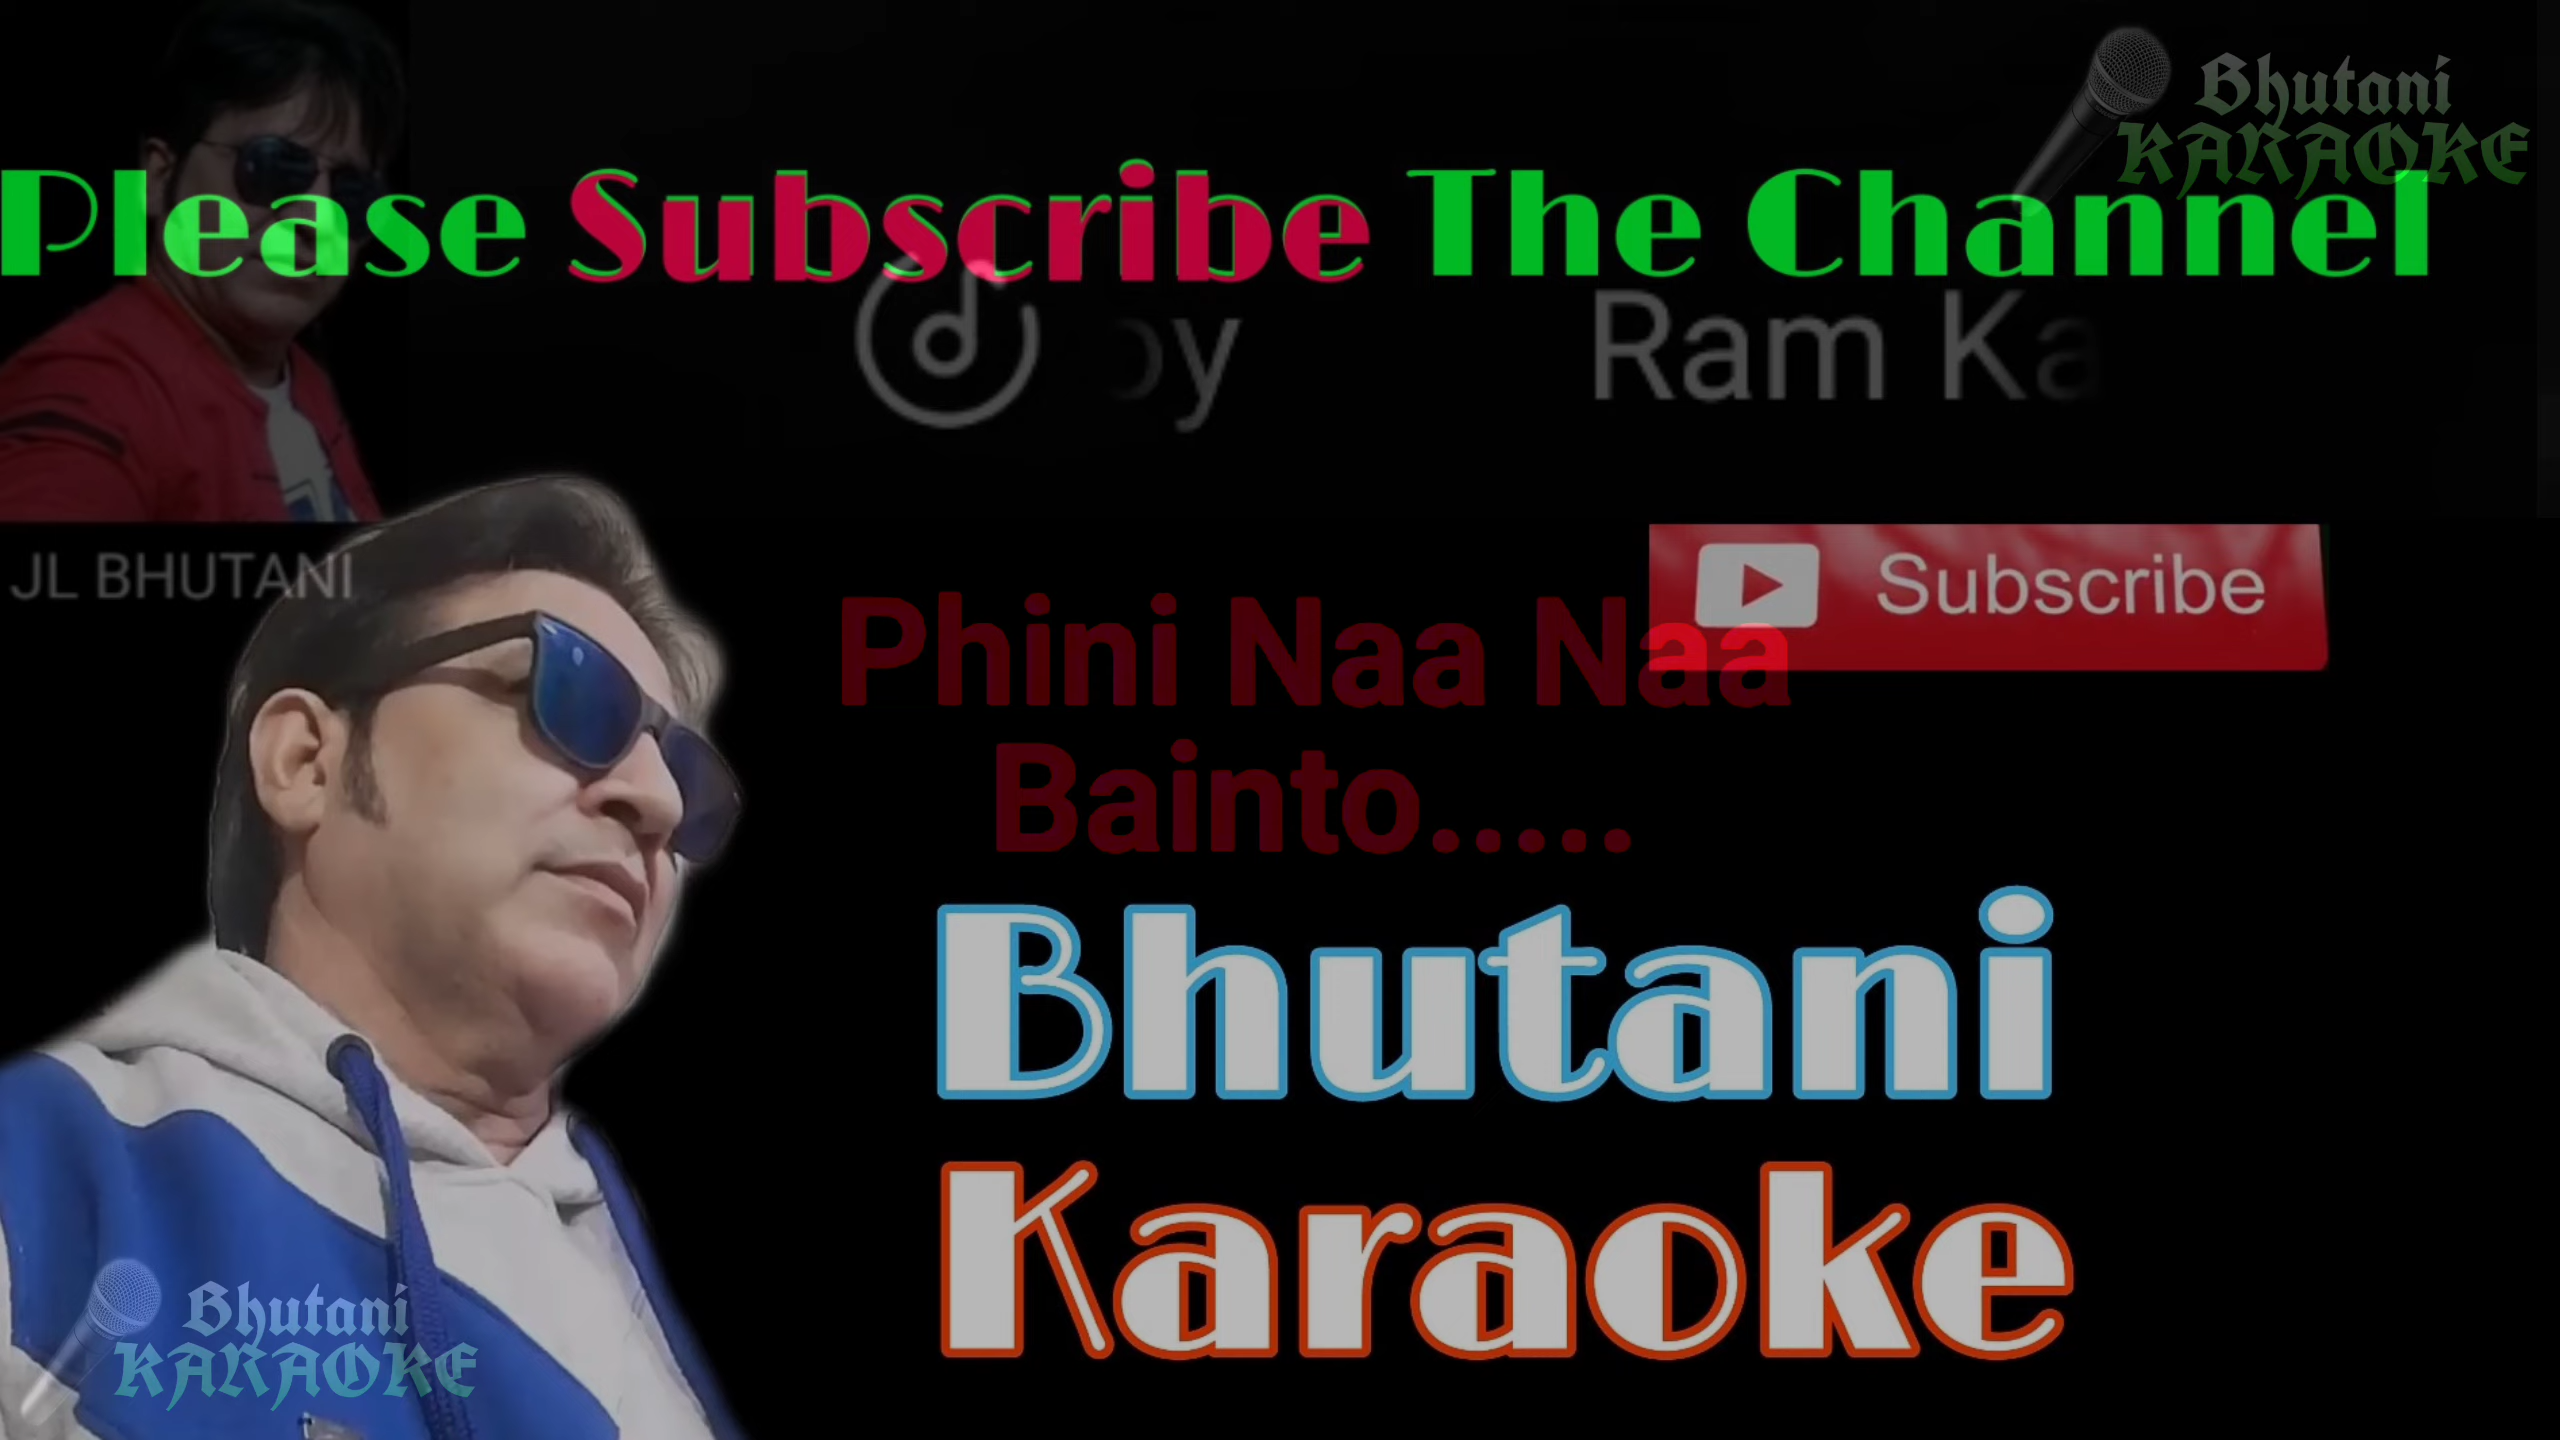 Bhutani
KARAOKE
Please Subscribe The Channel
by
Ram Ka
JL BHUTANI
Subscribe
Phini Naa Naa
Bainto.....
Bhutani
Karaoke
Bhutani
KARAOKE